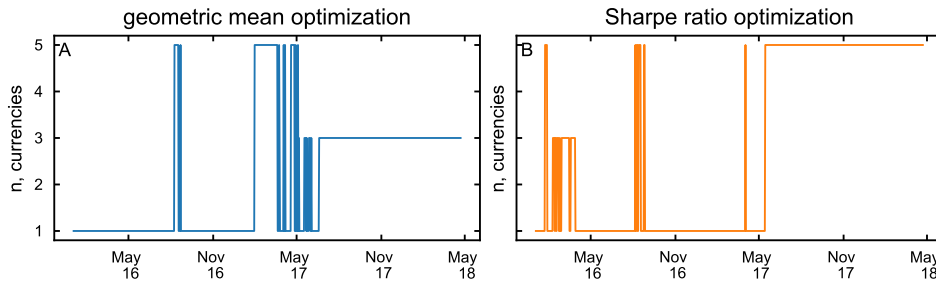 geometric mean optimization
Sharpe ratio optimization
A
B
n, currencies
5
4
3
2
1
May 16
Nov 16
May 17
Nov 17
May 18
n, currencies
May 16
Nov 16
May 17
Nov 17
May 18